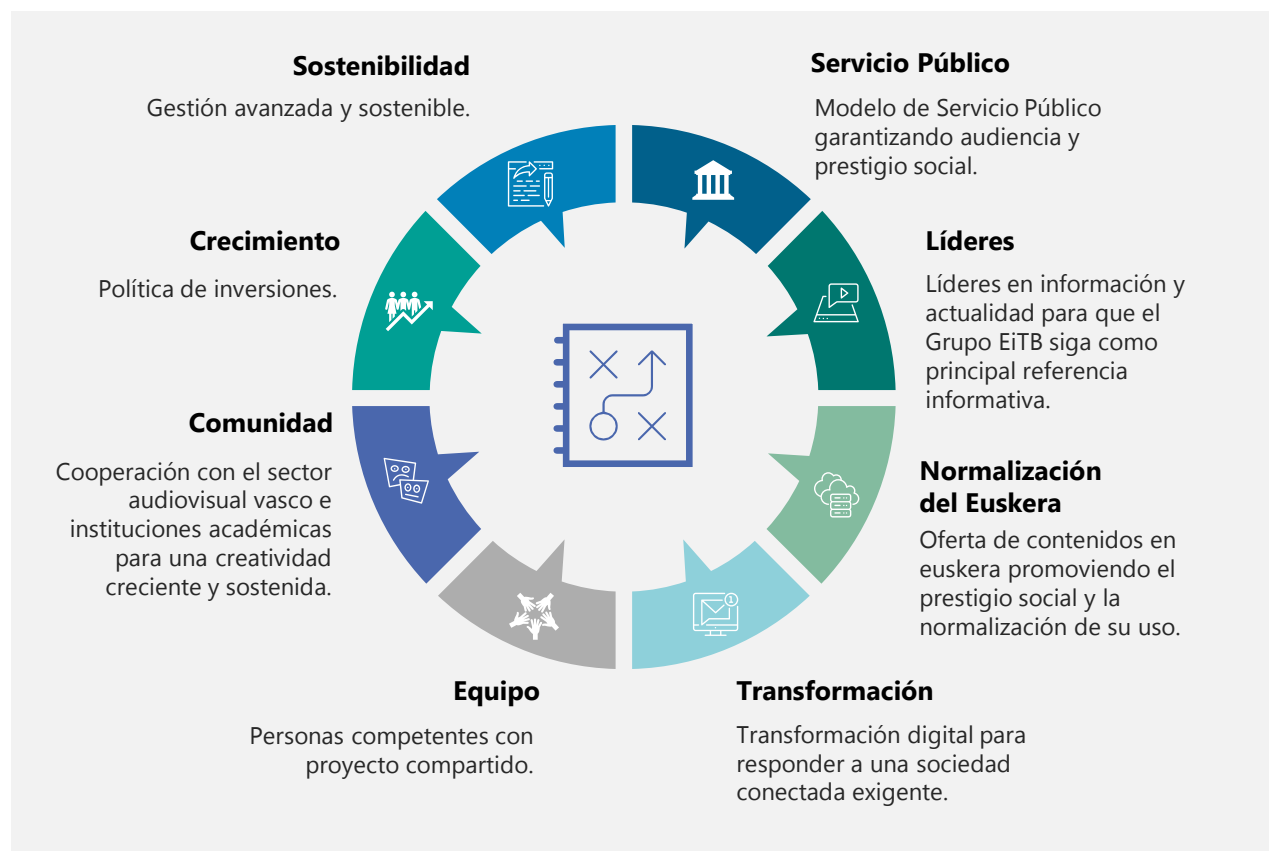 Sostenibilidad
Gestión avanzada y sostenible.
Servicio Público
Modelo de Servicio Público
garantizando audiencia y
prestigio social.
Líderes
Líderes en información y
actualidad para que el
Grupo EiTB siga como
principal referencia
informativa.
Normalización
del Euskera
Oferta de contenidos en
euskera promoviendo el
prestigio social y la
normalización de su uso.
Transformación
Transformación digital para
responder a una sociedad
conectada exigente.
Equipo
Personas competentes con
proyecto compartido.
Comunidad
Cooperación con el sector
audiovisual vasco e
instituciones académicas
para una creatividad
creciente y sostenida.
Crecimiento
Política de inversiones.
1